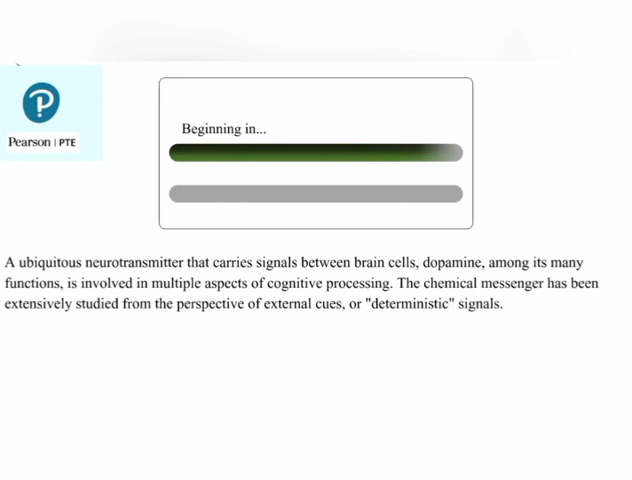 Pearson | PTE
Beginning in...
A ubiquitous neurotransmitter that carries signals between brain cells, dopamine, among its many
functions, is involved in multiple aspects of cognitive processing. The chemical messenger has been
extensively studied from the perspective of external cues, or "deterministic" signals.